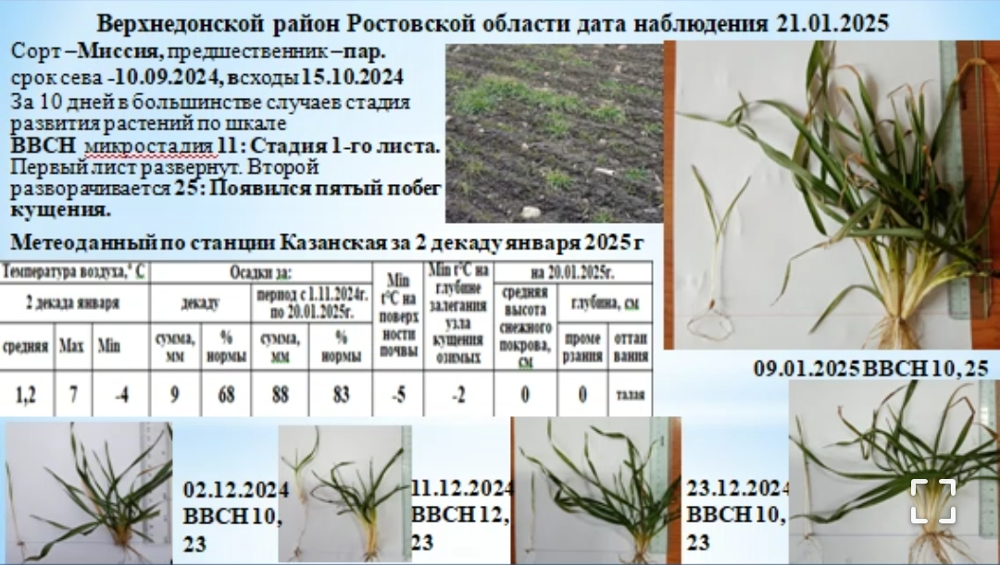 Верхнедонской район Ростовской области дата наблюдения 21.01.2025
Сорт –Миссия, предшественник – пар.
срок сева -10.09.2024, всходы 15.10.2024
За 10 дней в большинстве случаев стадия
развития растений по шкале
ВВСН микростадия 11: Стадия 1-го листа.
Первый лист развернут. Второй
разворачивается 25: Появился пятый побег
кущения.
Метеоданный по станции Казанская за 2 декаду января 2025 г
Температура воздуха,° С
Осадки за:
Min t°C на поверхности почвы
Min t°C на глубине залегания узла кущения озимых
на 20.01.2025г.
2 декада января
декаду
период с 1.11.2024г. по 20.01.2025г.
средняя высота снежного покрова, см
глубина, см
средняя Max Min
сумма, мм
% нормы
сумма, мм
% нормы
промерзания
оттаивания
1,2 7 -4 9 68 88 83 -5 -2 0 0 талая
09.01.2025 ВВСН 10, 25
02.12.2024
ВВСН 10,
23
11.12.2024
ВВСН 12,
23
23.12.2024
ВВСН 10,
23